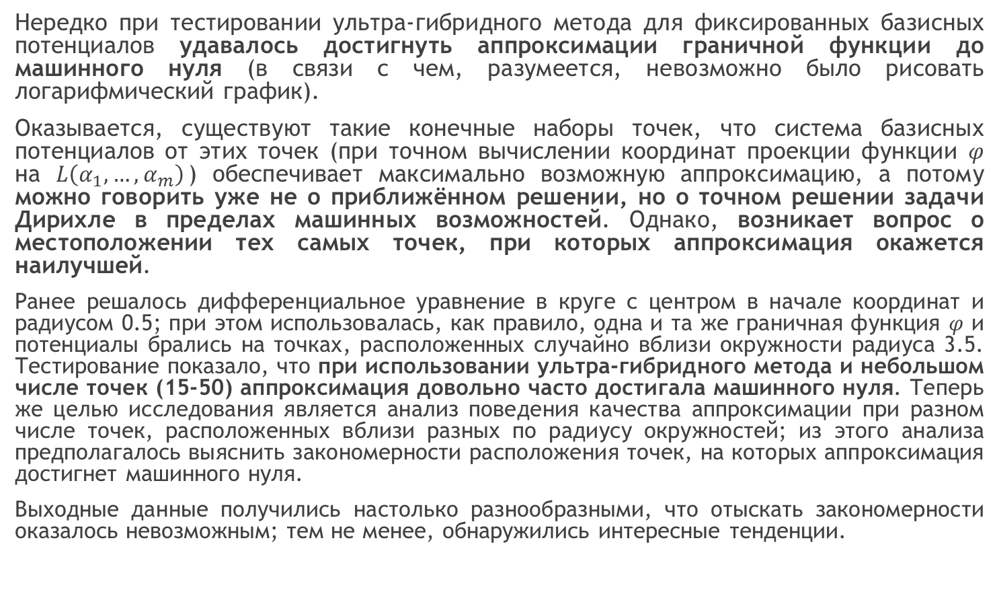 Нередко при тестировании ультра-гибридного метода для фиксированных базисных
потенциалов удавалось достигнуть аппроксимации граничной функции до
машинного нуля (в связи с чем, разумеется, невозможно было рисовать
логарифмический график).
Оказывается, существуют такие конечные наборы точек, что система базисных
потенциалов от этих точек (при точном вычислении координат проекции функции φ
на L(α₁, … , αₘ) ) обеспечивает максимально возможную аппроксимацию, а потому
можно говорить уже не о приближённом решении, но о точном решении задачи
Дирихле в пределах машинных возможностей. Однако, возникает вопрос о
местоположении тех самых точек, при которых аппроксимация окажется
наилучшей.
Ранее решалось дифференциальное уравнение в круге с центром в начале координат и
радиусом 0.5; при этом использовалась, как правило, одна и та же граничная функция φ и
потенциалы брались на точках, расположенных случайно вблизи окружности радиуса 3.5.
Тестирование показало, что при использовании ультра-гибридного метода и небольшом
числе точек (15-50) аппроксимация довольно часто достигала машинного нуля. Теперь
же целью исследования является анализ поведения качества аппроксимации при разном
числе точек, расположенных вблизи разных по радиусу окружностей; из этого анализа
предполагалось выяснить закономерности расположения точек, на которых аппроксимация
достигнет машинного нуля.
Выходные данные получились настолько разнообразными, что отыскать закономерности
оказалось невозможным; тем не менее, обнаружились интересные тенденции.